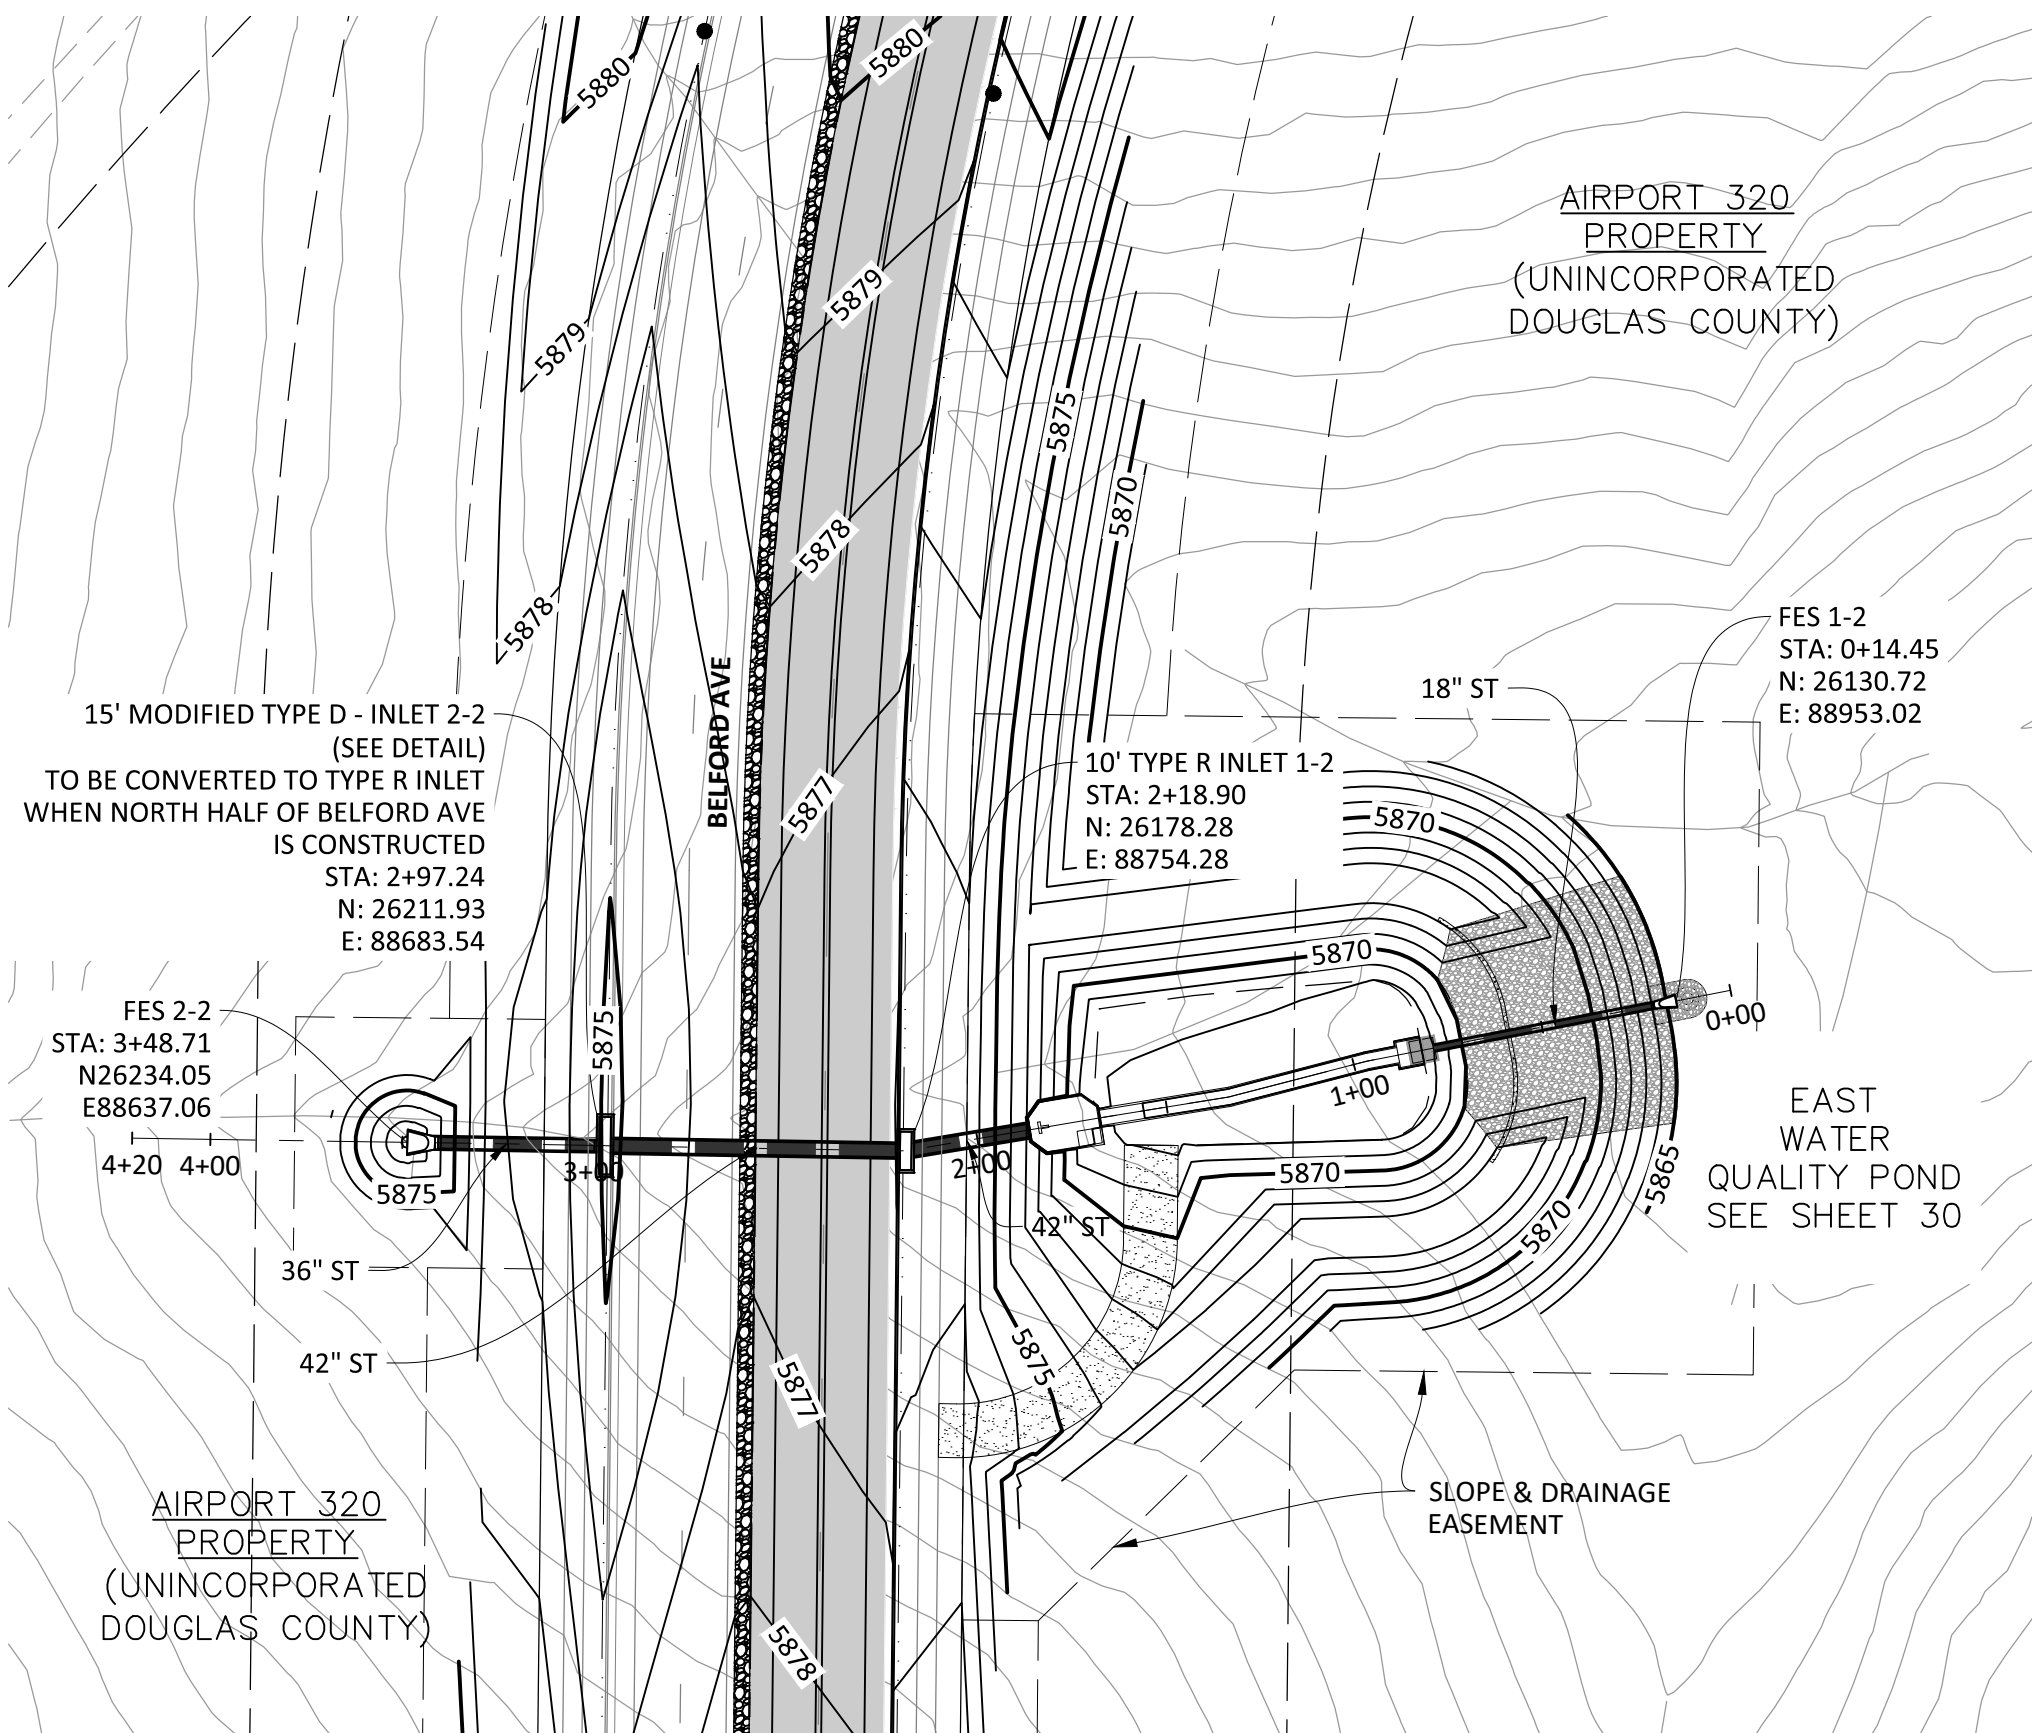 5880
5880
AIRPORT 320
PROPERTY
(UNINCORPORATED
DOUGLAS COUNTY)
5879
5879
5875
5870
5878
5878
FES 1-2
STA: 0+14.45
N: 26130.72
E: 88953.02
18" ST
BELFORD AVE
15' MODIFIED TYPE D - INLET 2-2
(SEE DETAIL)
TO BE CONVERTED TO TYPE R INLET
WHEN NORTH HALF OF BELFORD AVE
IS CONSTRUCTED
STA: 2+97.24
N: 26211.93
E: 88683.54
10' TYPE R INLET 1-2
STA: 2+18.90
N: 26178.28
E: 88754.28
5877
5870
5870
FES 2-2
STA: 3+48.71
N26234.05
E88637.06
5875
0+00
1+00
EAST
WATER
QUALITY POND
SEE SHEET 30
4+20
4+00
3+00
2+00
5875
5870
5865
5870
42" ST
36" ST
42" ST
5875
5877
SLOPE & DRAINAGE
EASEMENT
AIRPORT 320
PROPERTY
(UNINCORPORATED
DOUGLAS COUNTY)
5878